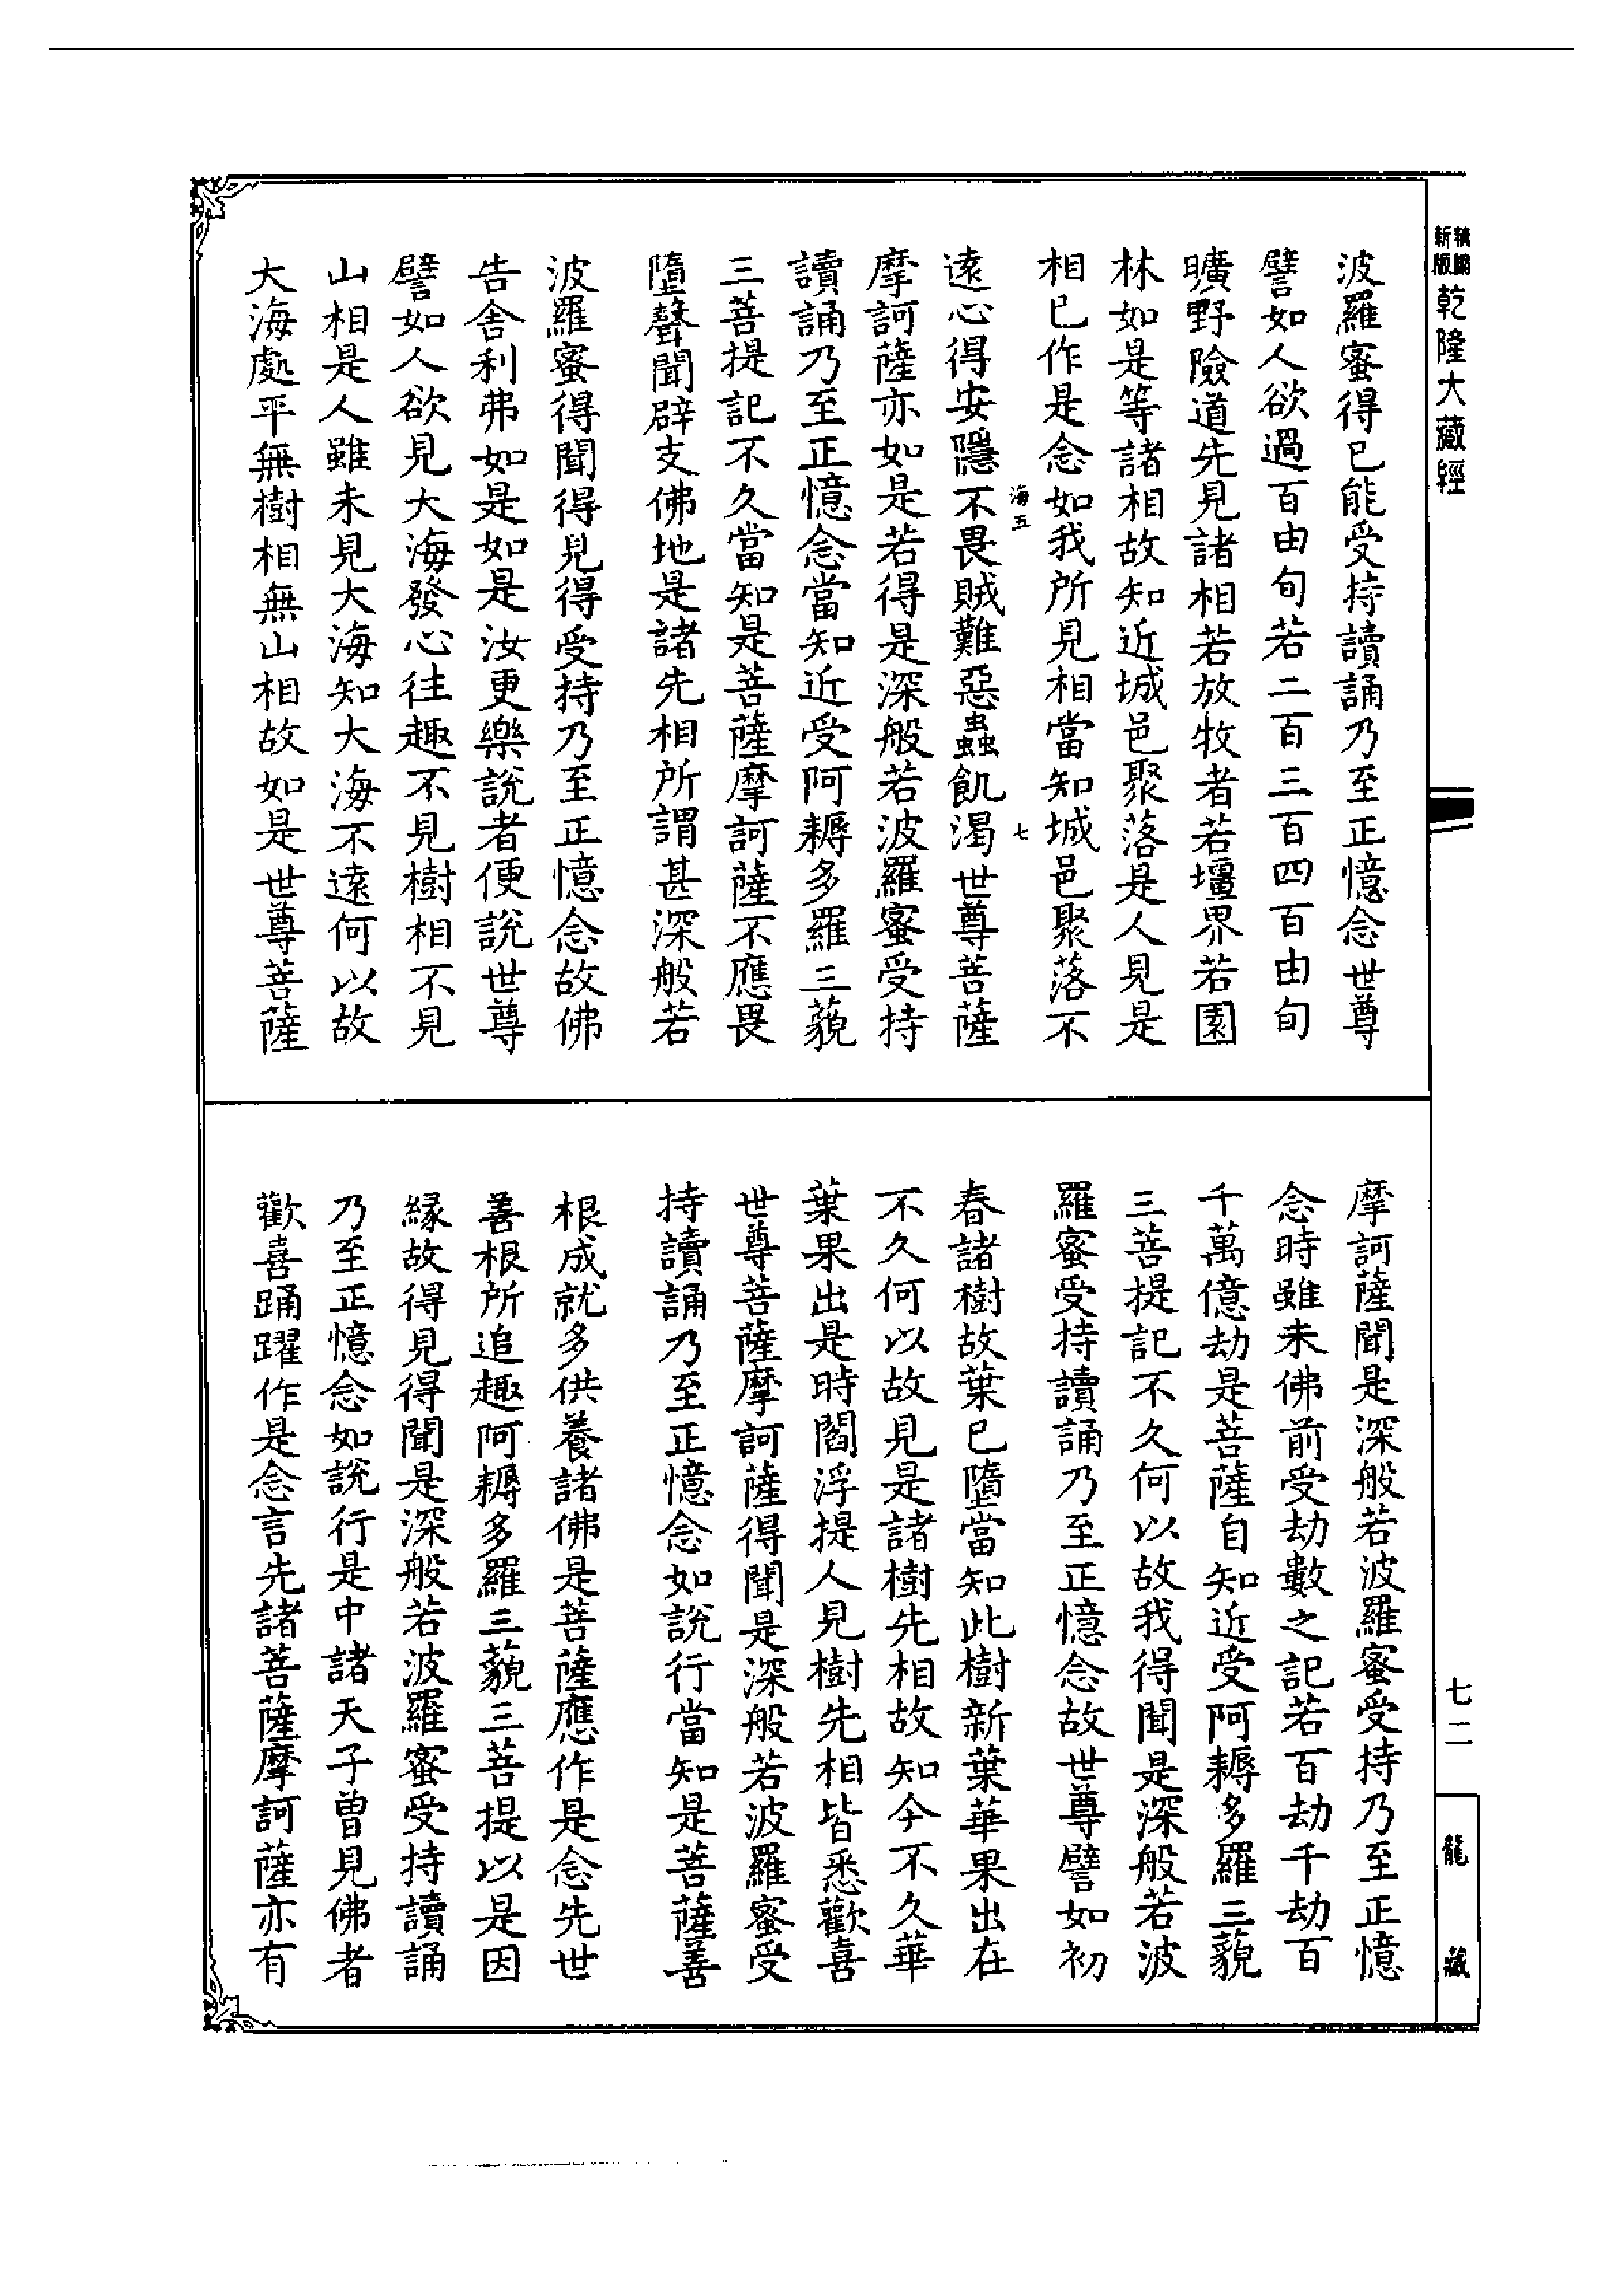 新版
乾隆大藏經
波羅蜜得已能受持讀誦乃至正憶念世尊
譬如人欲過百由旬若二百三百四百由旬
曠野險道先見諸相若放牧者若壃界若園
林如是等諸相故知近城邑聚落是人見是
相已作是念如我所見相當知城邑聚落不
海五 七
遠心得安隱不畏賊難惡蟲飢渴世尊菩薩
摩訶薩亦如是若得是深般若波羅蜜受持
讀誦乃至正憶念當知近受阿耨多羅三藐
三菩提記不久當知是菩薩摩訶薩不應畏
墮聲聞辟支佛地是諸先相所謂甚深般若
波羅蜜得聞得見得受持乃至正憶念故佛
告舍利弗如是如是汝更樂說者便說世尊
譬如人欲見大海發心往趣不見樹相不見
山相是人雖未見大海知大海不遠何以故
大海處平無樹相無山相故如是世尊菩薩
摩訶薩聞是深般若波羅蜜受持乃至正憶
念時雖未佛前受劫數之記若百劫千劫百
千萬億劫是菩薩自知近受阿耨多羅三藐
三菩提記不久何以故我得聞是深般若波
羅蜜受持讀誦乃至正憶念故世尊譬如初
春諸樹故葉已墮當知此樹新葉華果出在
不久何以故見是諸樹先相故知今不久華
葉果出是時閻浮提人見樹先相皆悉歡喜
世尊菩薩摩訶薩得聞是深般若波羅蜜受
持讀誦乃至正憶念如說行當知是菩薩善
根成就多供養諸佛是菩薩應作是念先世
善根所追趣阿耨多羅三藐三菩提以是因
緣故得見得聞是深般若波羅蜜受持讀誦
乃至正憶念如說行是中諸天子曾見佛者
歡喜踊躍作是念言先諸菩薩摩訶薩亦有
七二
龍藏